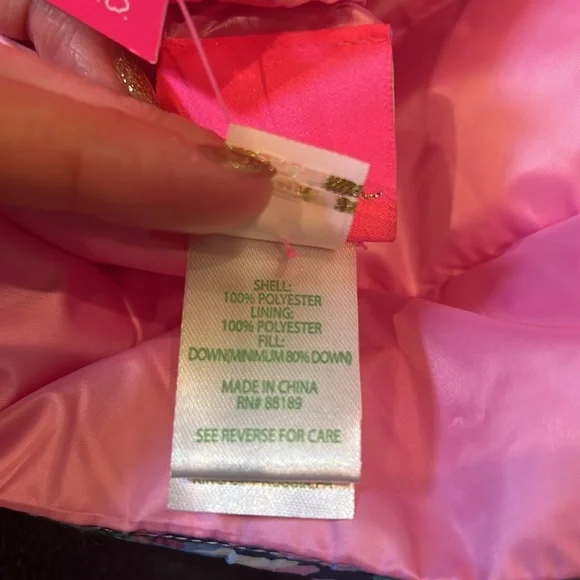 SHELL:
100% POLYESTER
LINING:
100% POLYESTER
FILL:
DOWN(MINIMUM 80% DOWN)
MADE IN CHINA
RN# 88189
SEE REVERSE FOR CARE